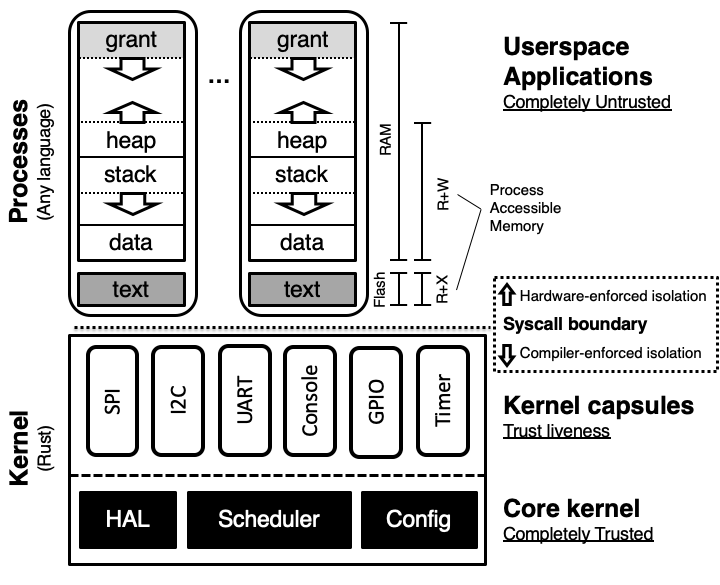 grant
heap
stack
data
text
...
grant
heap
stack
data
text
RAM
R+W
Flash
R+X
Process
Accessible
Memory
Processes
(Any language)
Userspace
Applications
Completely Untrusted
Hardware-enforced isolation
Syscall boundary
Compiler-enforced isolation
Kernel
(Rust)
SPI
I2C
UART
Console
GPIO
Timer
Kernel capsules
Trust liveness
HAL
Scheduler
Config
Core kernel
Completely Trusted